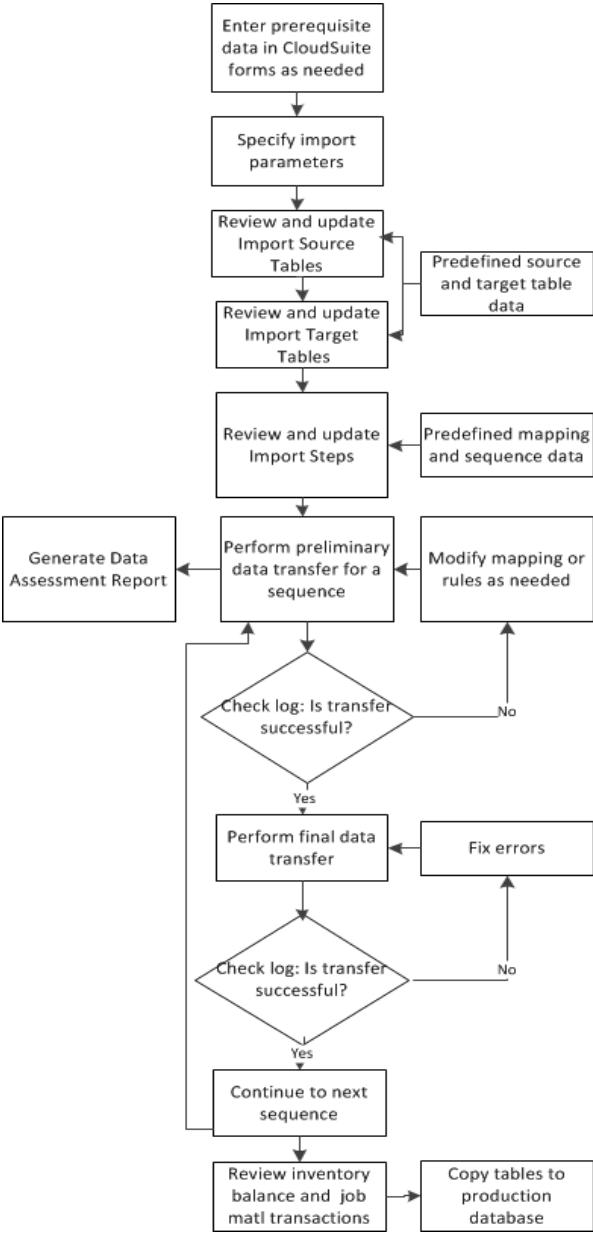 Enter prerequisite
data in CloudSuite
forms as needed
Specify import
parameters
Review and update
Import Source
Tables
Predefined source
and target table
data
Review and update
Import Target
Tables
Review and update
Import Steps
Predefined mapping
and sequence data
Generate Data
Assessment Report
Perform preliminary
data transfer for a
sequence
Modify mapping or
rules as needed
Check log: Is transfer
successful?
No
Yes
Perform final data
transfer
Fix errors
Check log: Is transfer
successful?
No
Yes
Continue to next
sequence
Review inventory
balance and job
matl transactions
Copy tables to
production
database